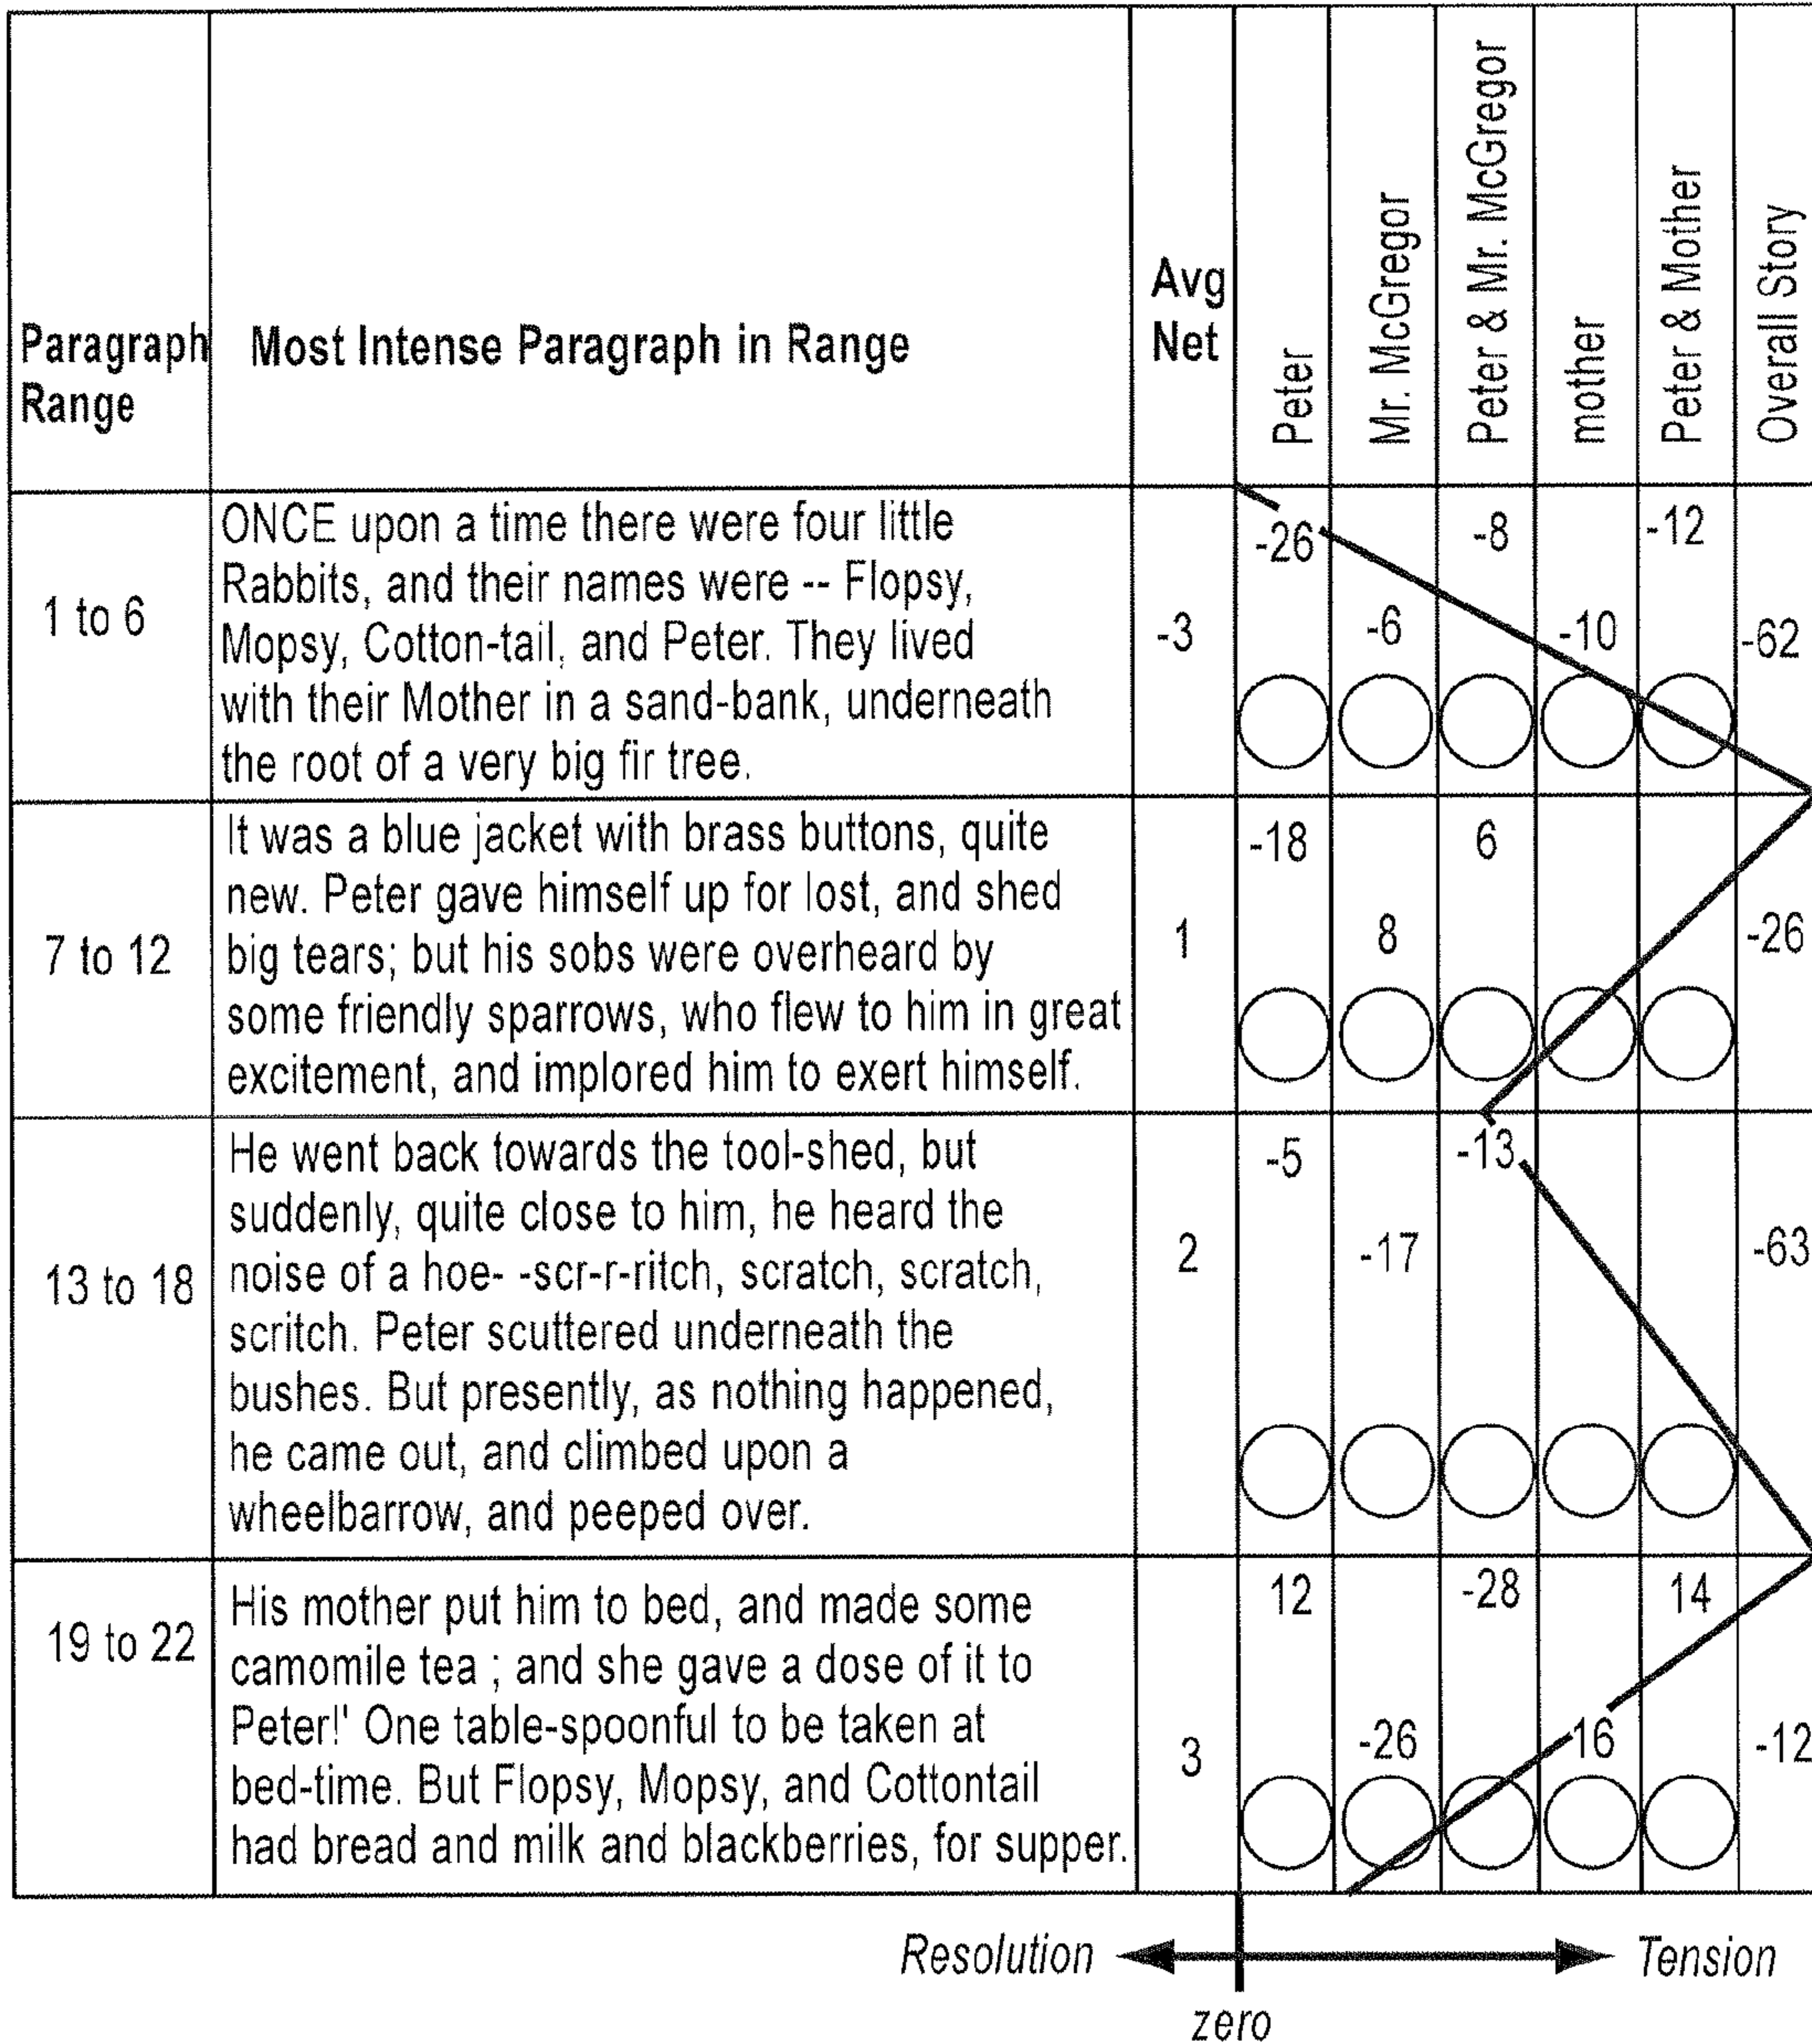 Paragraph Range
Most Intense Paragraph in Range
Avg Net
Peter
Mr. McGregor
Peter & Mr. McGregor
mother
Peter & Mother
Overall Story
1 to 6
ONCE upon a time there were four little
Rabbits, and their names were -- Flopsy,
Mopsy, Cotton-tail, and Peter. They lived
with their Mother in a sand-bank, underneath
the root of a very big fir tree.
-3
-26
-6
-8
-10
-12
-62
7 to 12
It was a blue jacket with brass buttons, quite
new. Peter gave himself up for lost, and shed
big tears; but his sobs were overheard by
some friendly sparrows, who flew to him in great
excitement, and implored him to exert himself.
1
-18
8
6
-26
13 to 18
He went back towards the tool-shed, but
suddenly, quite close to him, he heard the
noise of a hoe- -scr-r-ritch, scratch, scratch,
scritch. Peter scuttered underneath the
bushes. But presently, as nothing happened,
he came out, and climbed upon a
wheelbarrow, and peeped over.
2
-5
-17
-13
-63
19 to 22
His mother put him to bed, and made some
camomile tea ; and she gave a dose of it to
Peter!' One table-spoonful to be taken at
bed-time. But Flopsy, Mopsy, and Cottontail
had bread and milk and blackberries, for supper.
3
12
-26
-28
16
14
-12
Resolution
Tension
zero